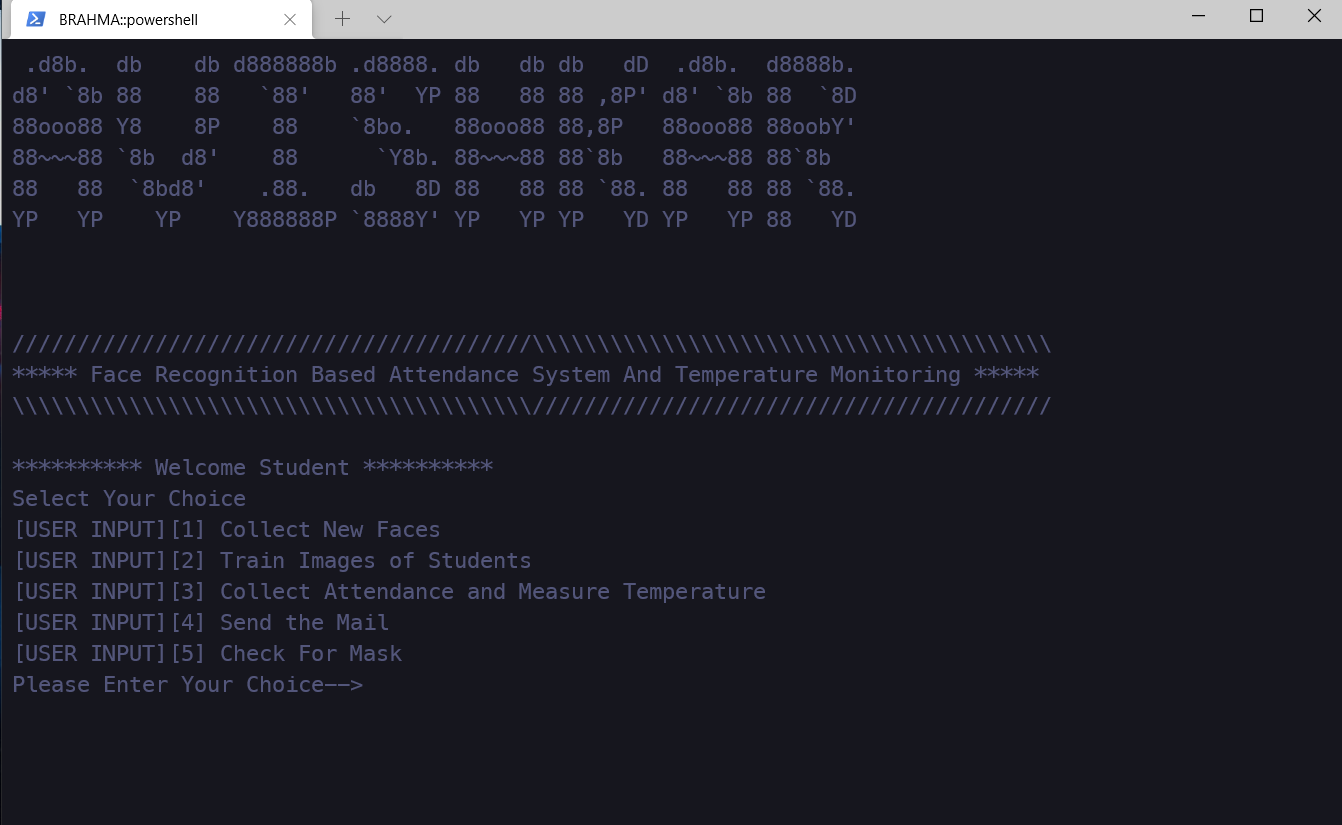 BRAHMA::powershell
 .d8b.  db    db d888888b .d8888. db   db db   dD  .d8b.  d8888b.
d8' `8b 88    88   `88'   88'  YP 88   88 88 ,8P' d8' `8b 88  `8D
88ooo88 Y8    8P    88    `8bo.   88ooo88 88,8P   88ooo88 88oobY'
88~~~88 `8b  d8'    88      `Y8b. 88~~~88 88`8b   88~~~88 88`8b
88   88  `8bd8'    .88.   db   8D 88   88 88 `88. 88   88 88 `88.
YP   YP    YP    Y888888P `8888Y' YP   YP YP   YD YP   YP 88   YD
////////////////////////////////////////\\\\\\\\\\\\\\\\\\\\\\\\\\\\\\\\\\\\\\\\
***** Face Recognition Based Attendance System And Temperature Monitoring *****
\\\\\\\\\\\\\\\\\\\\\\\\\\\\\\\\\\\\\\\\////////////////////////////////////////
********** Welcome Student **********
Select Your Choice
[USER INPUT][1] Collect New Faces
[USER INPUT][2] Train Images of Students
[USER INPUT][3] Collect Attendance and Measure Temperature
[USER INPUT][4] Send the Mail
[USER INPUT][5] Check For Mask
Please Enter Your Choice-->